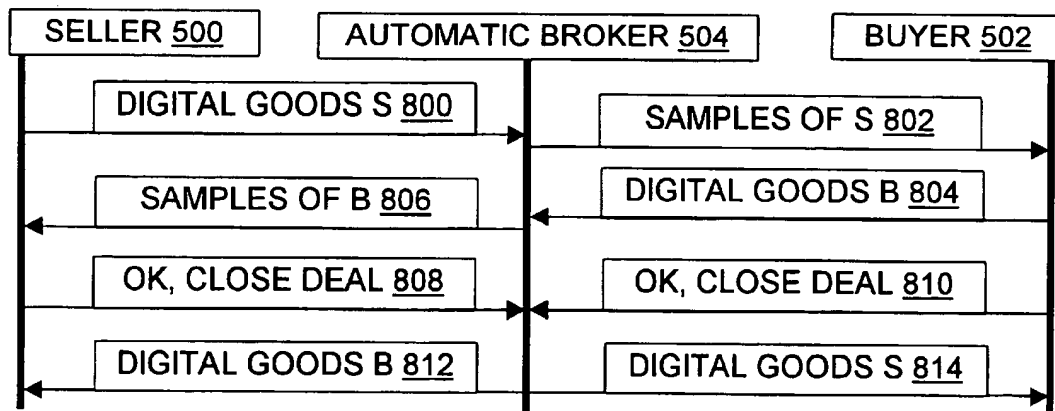 SELLER 500
AUTOMATIC BROKER 504
BUYER 502
DIGITAL GOODS S 800
SAMPLES OF S 802
DIGITAL GOODS B 804
SAMPLES OF B 806
OK, CLOSE DEAL 808
OK, CLOSE DEAL 810
DIGITAL GOODS B 812
DIGITAL GOODS S 814